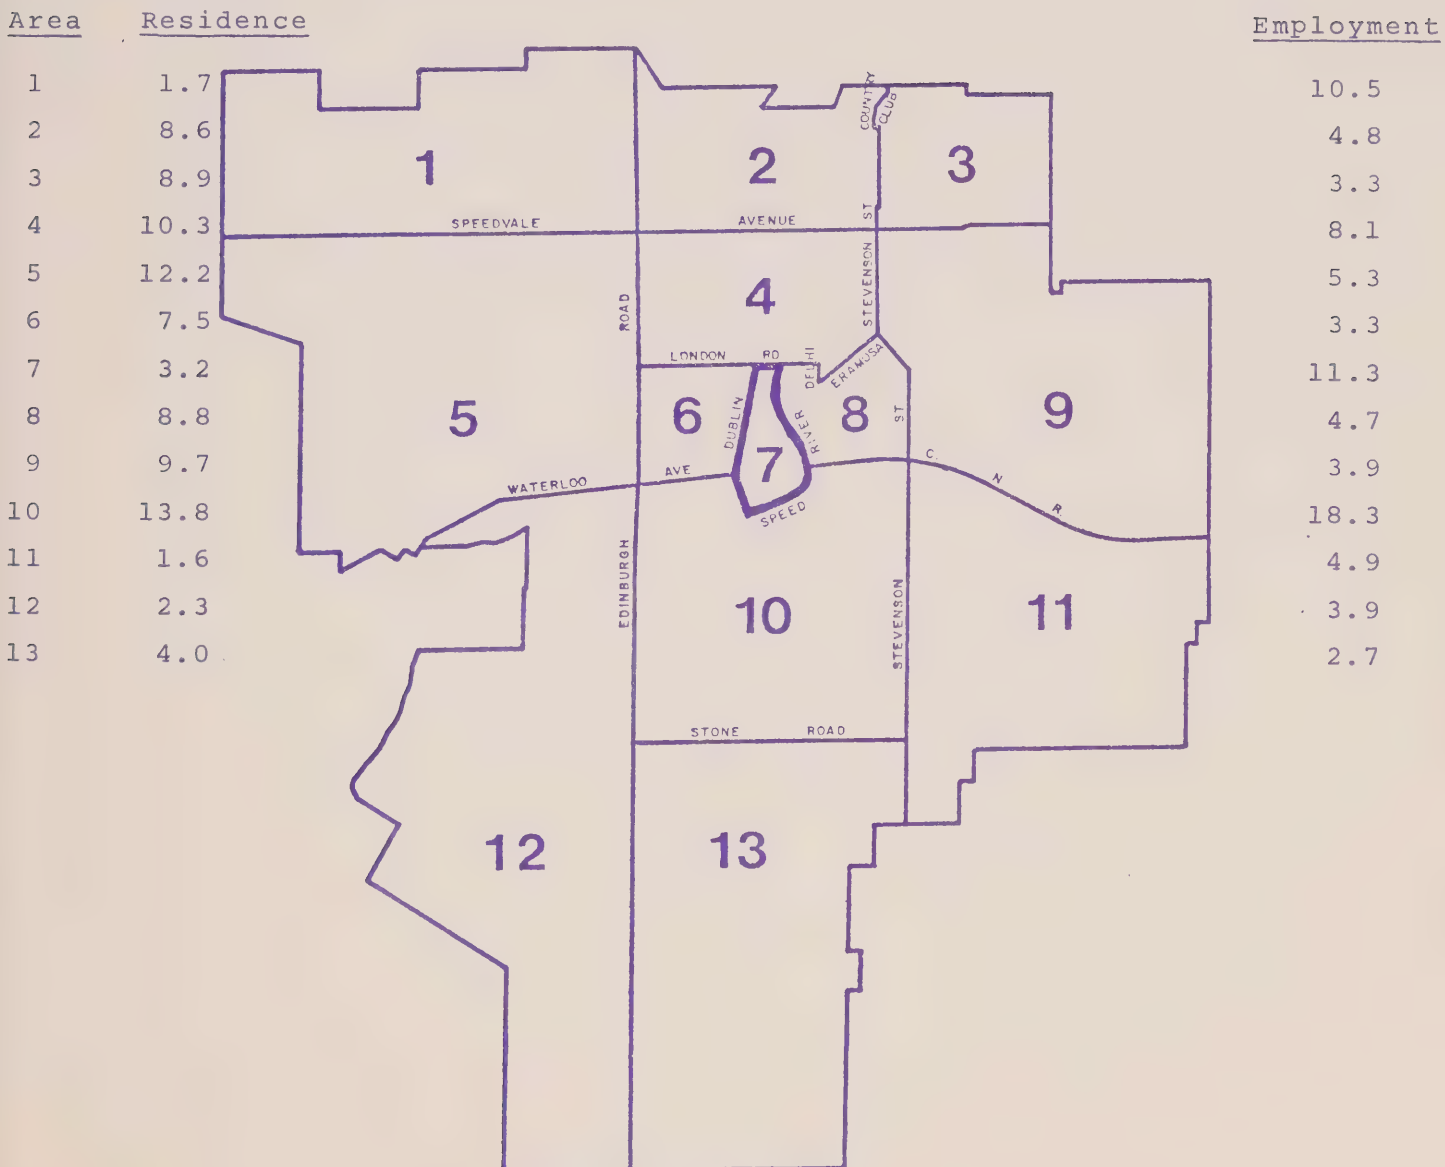 Area Residence Employment
1 1.7 10.5
2 8.6 4.8
3 8.9 3.3
4 10.3 8.1
5 12.2 5.3
6 7.5 3.3
7 3.2 11.3
8 8.8 4.7
9 9.7 3.9
10 13.8 18.3
11 1.6 4.9
12 2.3 3.9
13 4.0 2.7
COUNTRY
CLUB
1
2
3
SPEEDVALE AVENUE
ST
STEVENSON
4
ROAD
LONDON RD
DELHI
ERAMOSA
5
6
DUBLIN
7
RIVER
8
ST
9
WATERLOO AVE
SPEED
C. N. R.
EDINBURGH
10
STEVENSON
11
STONE ROAD
12
13